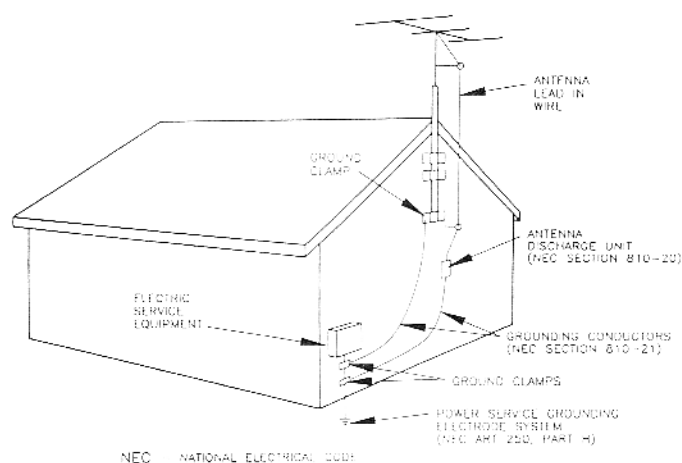 ANTENNA
LEAD IN
WIRE
GROUND
CLAMP
ANTENNA
DISCHARGE UNIT
(NEC SECTION 810-20)
ELECTRIC
SERVICE
EQUIPMENT
GROUNDING CONDUCTORS
(NEC SECTION 810-21)
GROUND CLAMPS
POWER SERVICE GROUNDING
ELECTRODE SYSTEM
(NEC ART 250, PART H)
NEC NATIONAL ELECTRICAL CODE